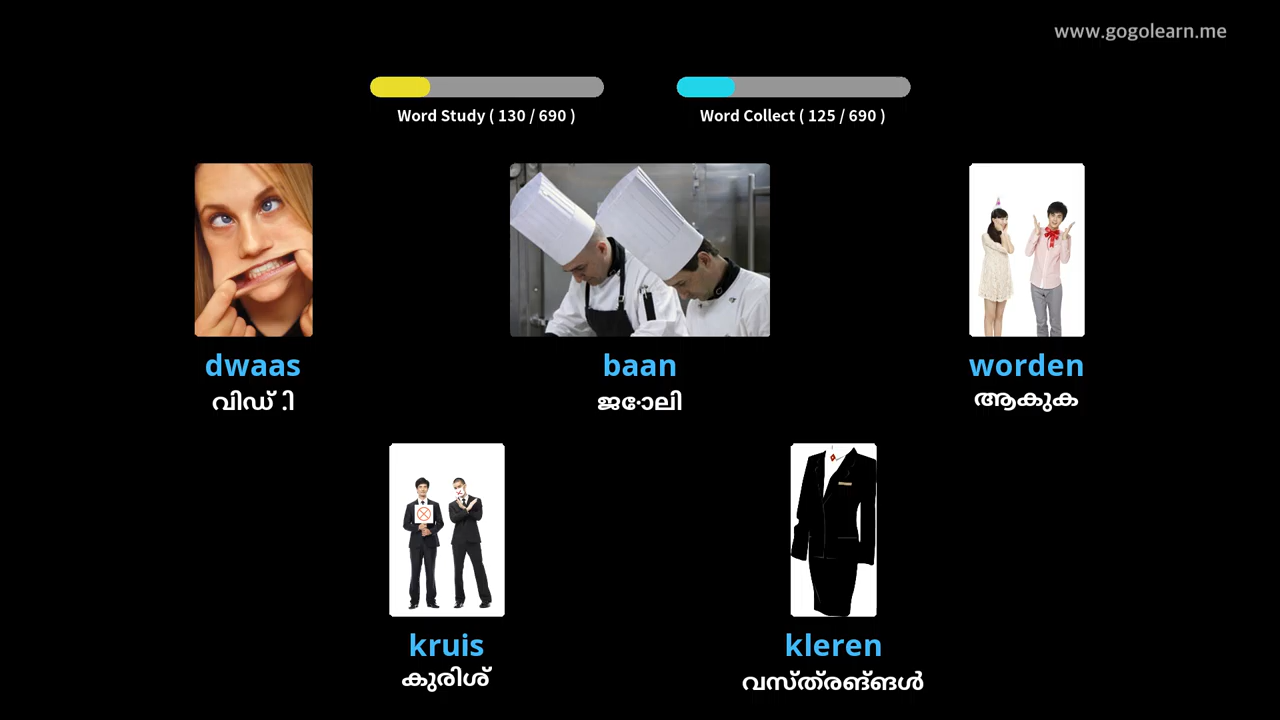 www.gogolearn.me
Word Study ( 130 / 690 )
Word Collect ( 125 / 690 )
dwaas
baan
worden
വിഡ് .ി
ജോലി
ആകുക
kruis
kleren
കുരിശ്
വസ്ത്രങ്ങൾ